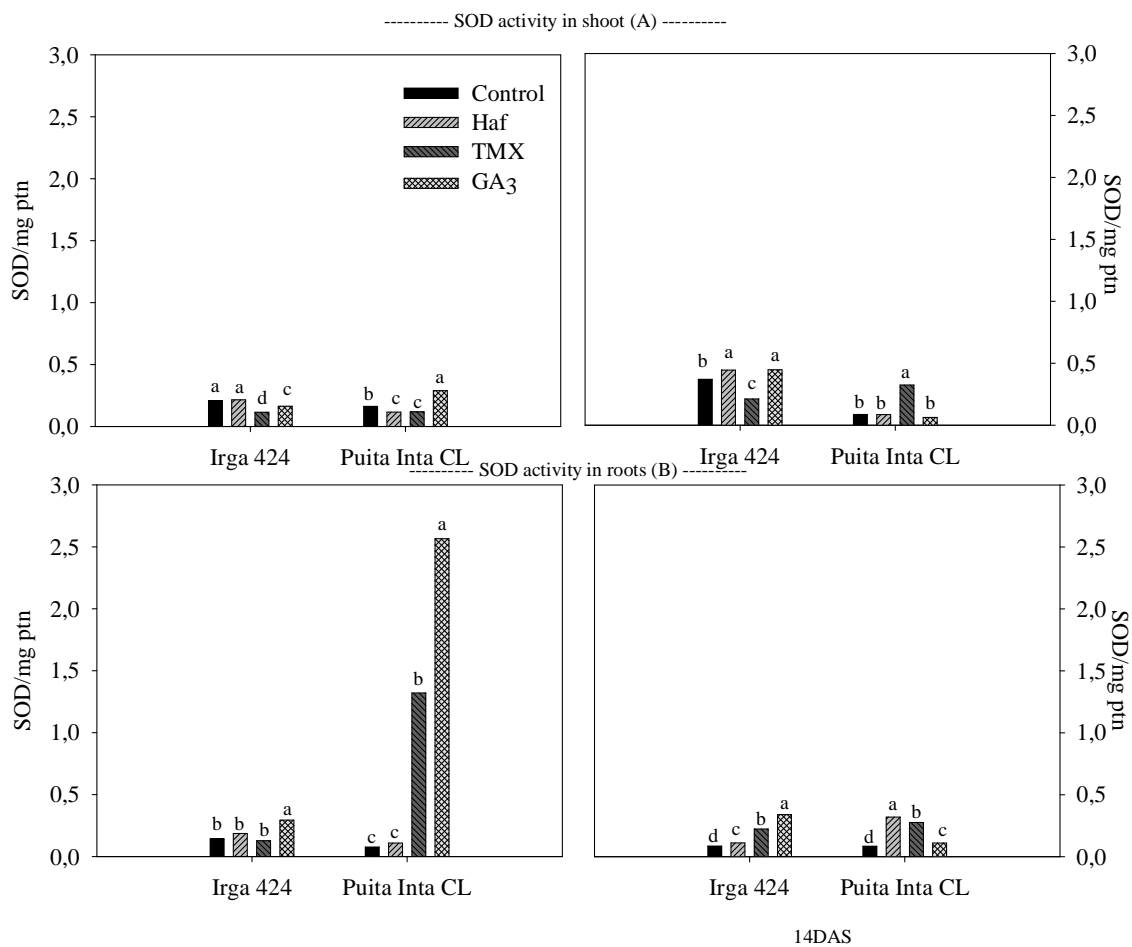 ---------- SOD activity in shoot (A) ----------
3,0
2,5
2,0
1,5
1,0
0,5
0,0
SOD/mg ptn
Control
Haf
TMX
GA3
a a d c
b c c a
Irga 424 Puita Inta CL
3,0
2,5
2,0
1,5
1,0
0,5
0,0
SOD/mg ptn
b a c a
b b a b
Irga 424 Puita Inta CL
---------- SOD activity in roots (B) ----------
3,0
2,5
2,0
1,5
1,0
0,5
0,0
SOD/mg ptn
b b b a
c c b a
Irga 424 Puita Inta CL
3,0
2,5
2,0
1,5
1,0
0,5
0,0
SOD/mg ptn
d c b a
d a b c
Irga 424 Puita Inta CL
14DAS